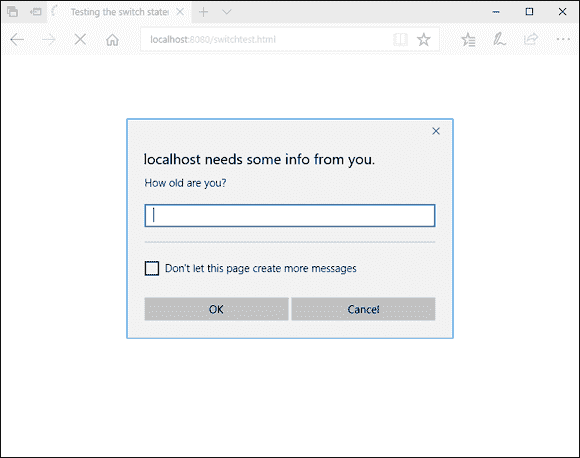 Testing the switch stater
localhost:8080/switchtest.html
localhost needs some info from you.
How old are you?
Don't let this page create more messages
OK
Cancel